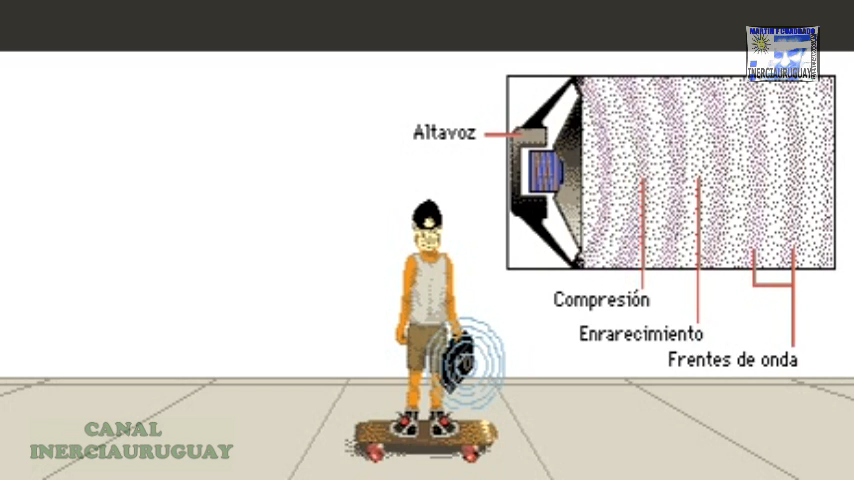 INERCIAURUGUAY
Altavoz
Compresión
Enrarecimiento
Frentes de onda
CANAL
INERCIAURUGUAY